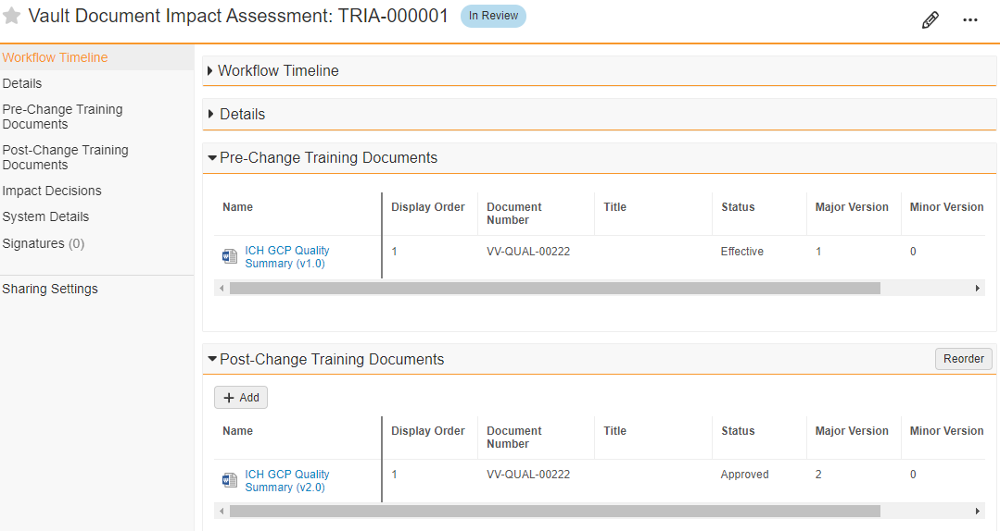 Vault Document Impact Assessment: TRIA-000001 In Review
Workflow Timeline
Details
Pre-Change Training
Documents
Post-Change Training
Documents
Impact Decisions
System Details
Signatures (0)
Sharing Settings
Workflow Timeline
Details
Pre-Change Training Documents
Name Display Order Document Number Title Status Major Version Minor Version
ICH GCP Quality Summary (v1.0) 1 VV-QUAL-00222 Effective 1 0
Post-Change Training Documents Reorder
+ Add
Name Display Order Document Number Title Status Major Version Minor Version
ICH GCP Quality Summary (v2.0) 1 VV-QUAL-00222 Approved 2 0